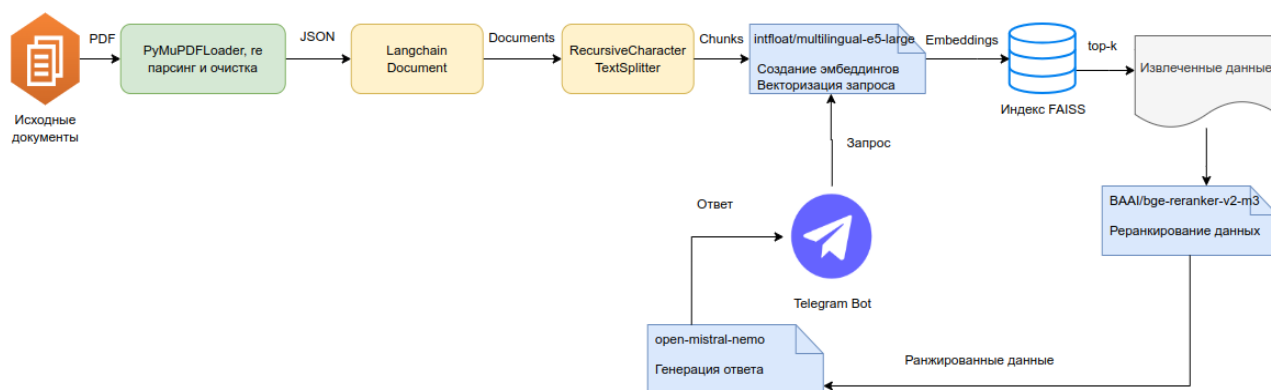 PDF
PyMuPDFLoader, re
парсинг и очистка
JSON
Langchain
Document
Documents
RecursiveCharacter
TextSplitter
Chunks
intfloat/multilingual-e5-large
Создание эмбеддингов
Векторизация запроса
Embeddings
Индекс FAISS
top-k
Извлеченные данные
Исходные
документы
Запрос
BAAI/bge-reranker-v2-m3
Реранкирование данных
Ответ
Telegram Bot
open-mistral-nemo
Генерация ответа
Ранжированные данные